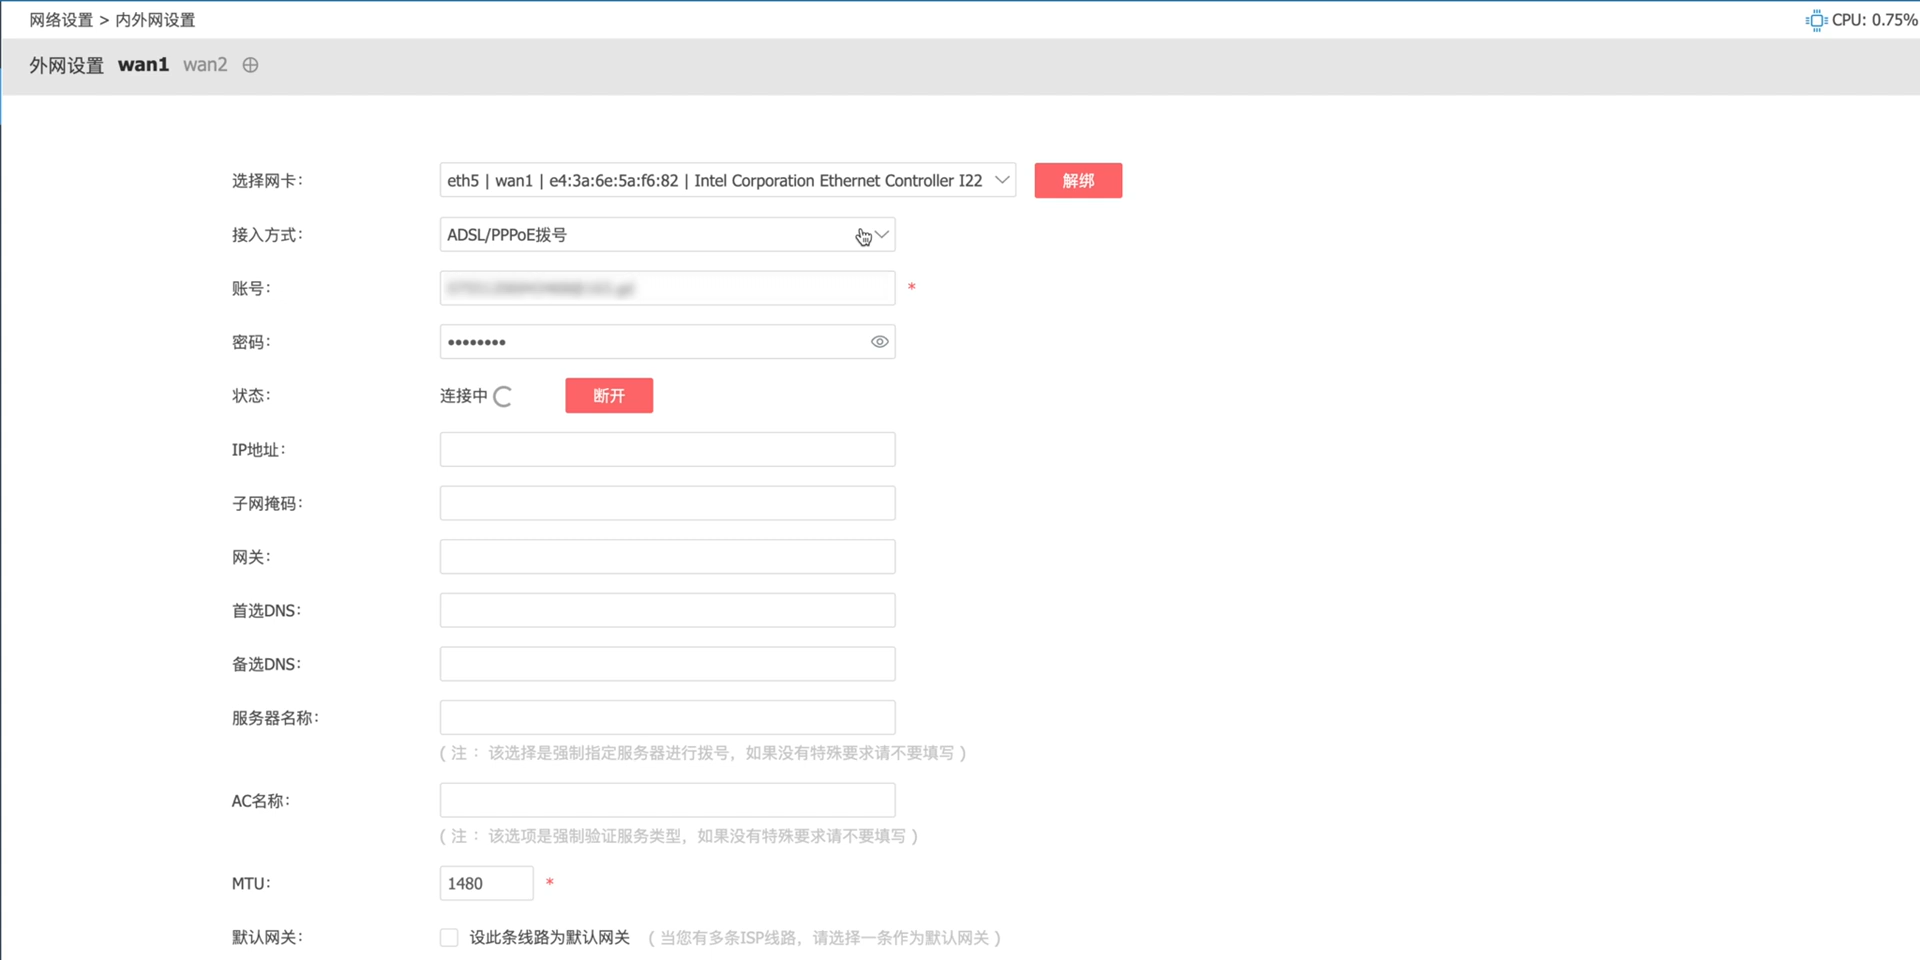 网络设置 > 内外网设置
CPU: 0.75%
外网设置 wan1 wan2
选择网卡: eth5 | wan1 | e4:3a:6e:5a:f6:82 | Intel Corporation Ethernet Controller I22 解绑
接入方式: ADSL/PPPoE拨号
账号: *
密码: ••••••••
状态: 连接中 断开
IP地址:
子网掩码:
网关:
首选DNS:
备选DNS:
服务器名称:
( 注 : 该选择是强制指定服务器进行拨号，如果没有特殊要求请不要填写 )
AC名称:
( 注 : 该选项是强制验证服务类型，如果没有特殊要求请不要填写 )
MTU: 1480 *
默认网关: 设此条线路为默认网关 ( 当您有多条ISP线路，请选择一条作为默认网关 )